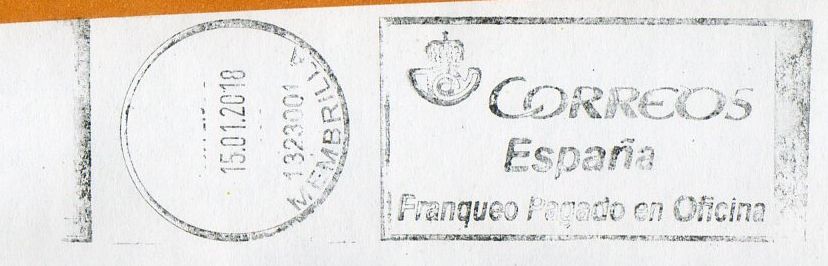 15.01.2018
1323001
MEMBRILLA
CORREOS
España
Franqueo Pagado en Oficina